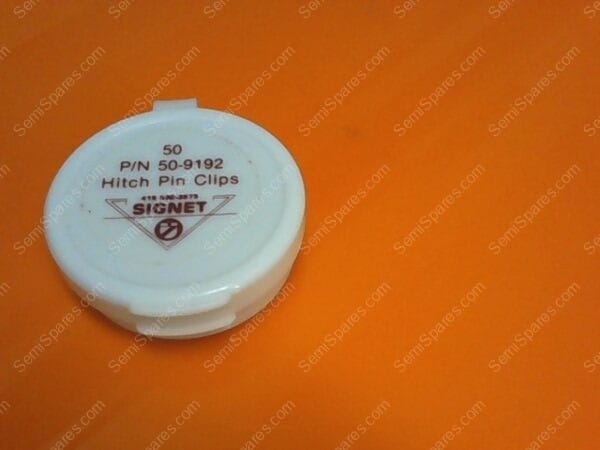 50
P/N 50-9192
Hitch Pin Clips
SIGNET
SemiSpares.com